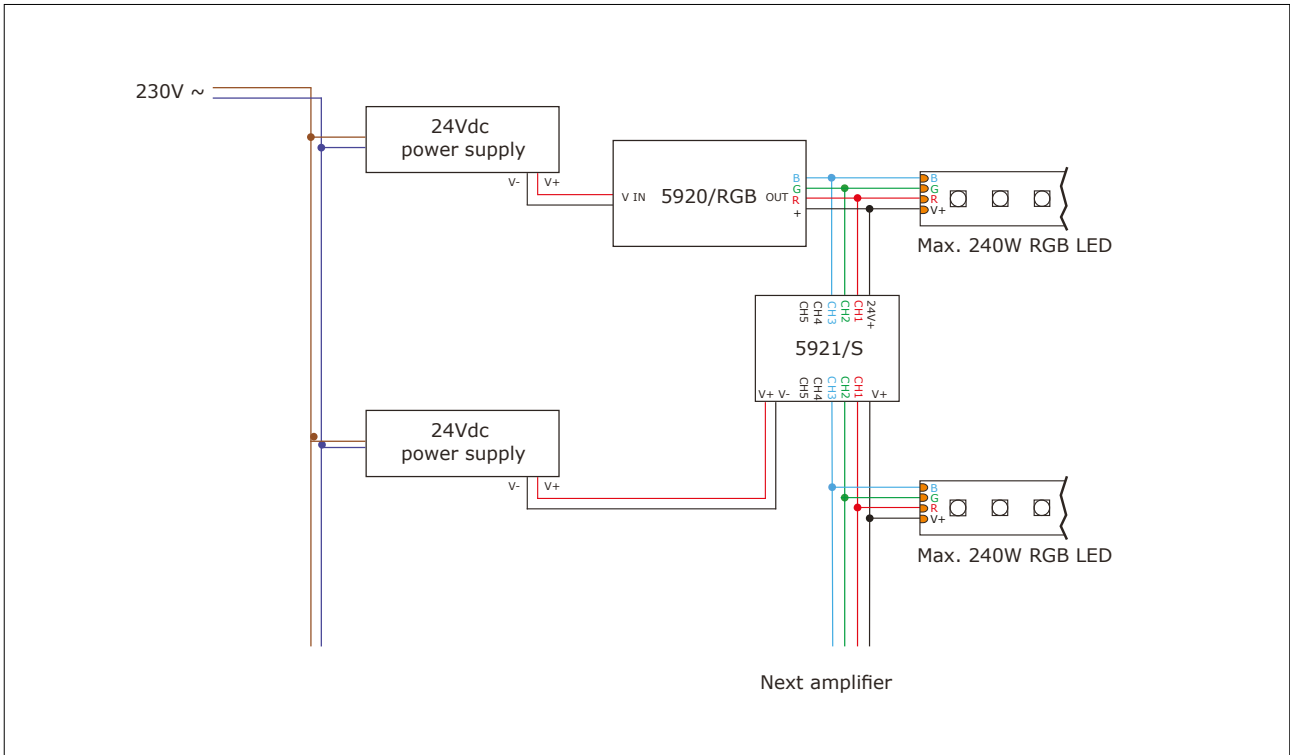 230V ~
24Vdc
power supply
V- V+
V IN 5920/RGB OUT
B
G
R
+
B
G
R
V+
Max. 240W RGB LED
CH5 CH4 CH3 CH2 CH1 24V+
5921/S
V+ V- CH5 CH4 CH3 CH2 CH1 V+
24Vdc
power supply
V- V+
B
G
R
V+
Max. 240W RGB LED
Next amplifier